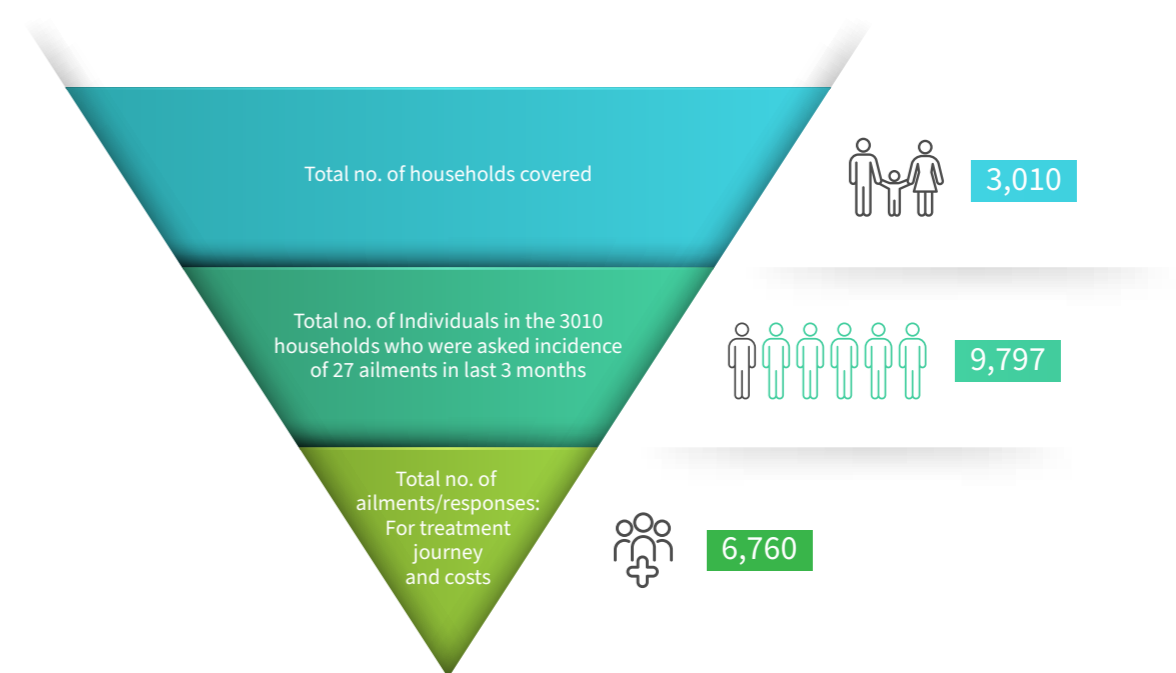 Total no. of households covered
3,010
Total no. of Individuals in the 3010
households who were asked incidence
of 27 ailments in last 3 months
9,797
Total no. of
ailments/responses:
For treatment
journey
and costs
6,760